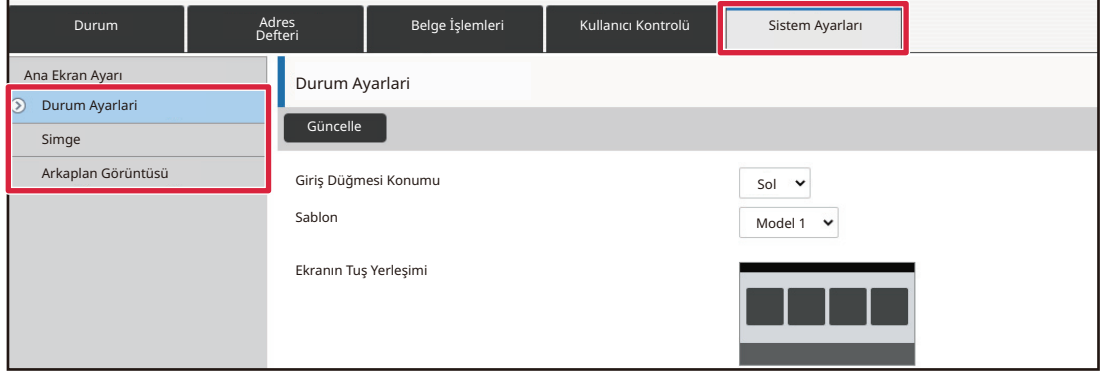 Durum
Adres
Defteri
Belge İşlemleri
Kullanıcı Kontrolü
Sistem Ayarları
Ana Ekran Ayarı
Durum Ayarlari
Simge
Arkaplan Görüntüsü
Durum Ayarlari
Güncelle
Giriş Düğmesi Konumu
Sol
Sablon
Model 1
Ekranın Tuş Yerleşimi